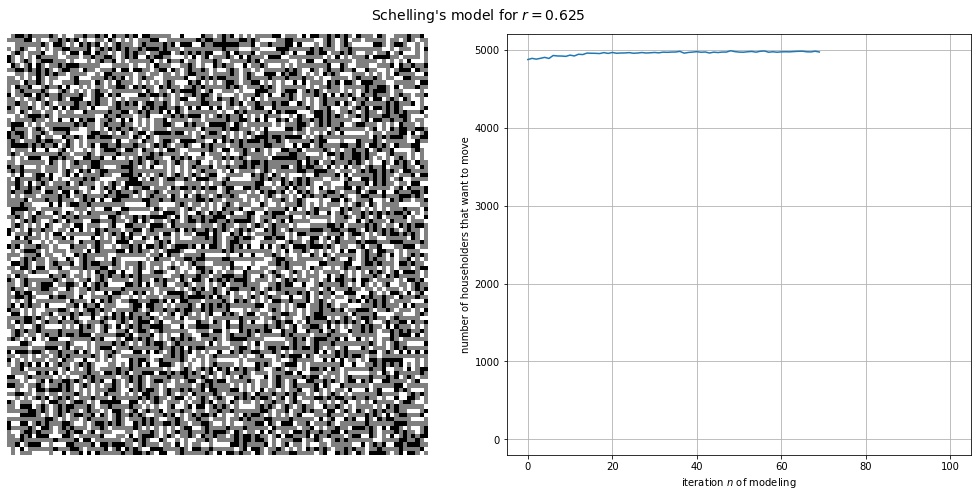 Schelling's model for r = 0.625
5000
4000
3000
2000
1000
0
number of householders that want to move
0 20 40 60 80 100
iteration n of modeling